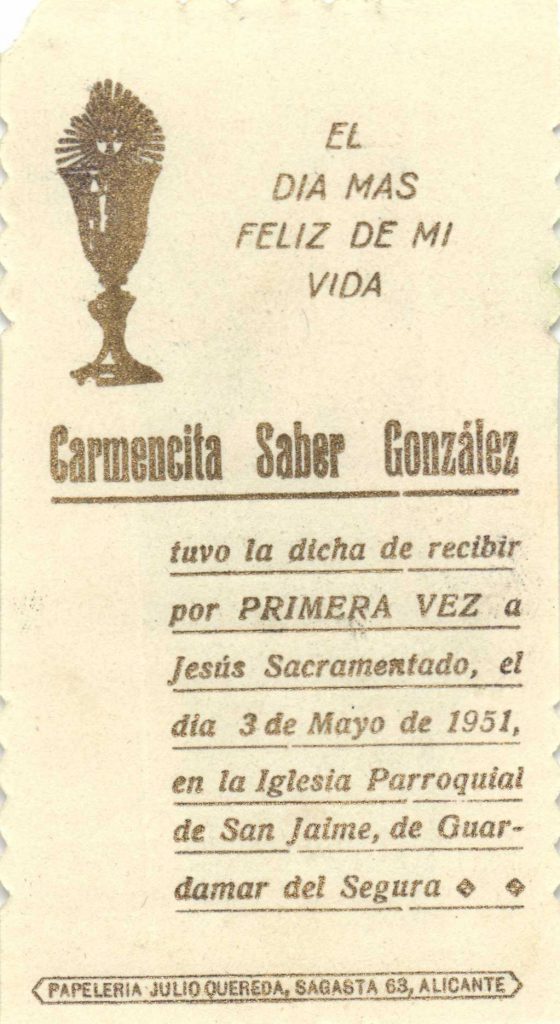 EL
DIA MAS
FELIZ DE MI
VIDA
Carmencita Saber González
tuvo la dicha de recibir
por PRIMERA VEZ a
Jesús Sacramentado, el
día 3 de Mayo de 1951,
en la Iglesia Parroquial
de San Jaime, de Guar-
damar del Segura
PAPELERIA JULIO QUEREDA, SAGASTA 63, ALICANTE